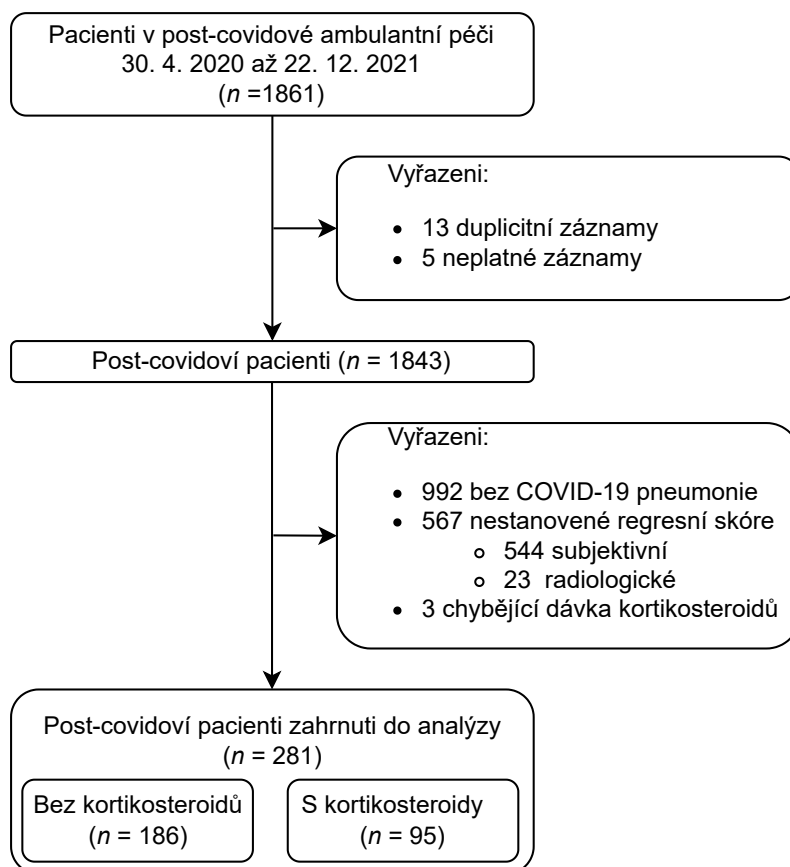 Pacienti v post-covidové ambulantní péči
30. 4. 2020 až 22. 12. 2021
(n =1861)
Vyřazeni:
• 13 duplicitní záznamy
• 5 neplatné záznamy
Post-covidoví pacienti (n = 1843)
Vyřazeni:
• 992 bez COVID-19 pneumonie
• 567 nestanovené regresní skóre
o 544 subjektivní
o 23 radiologické
• 3 chybějící dávka kortikosteroidů
Post-covidoví pacienti zahrnuti do analýzy
(n = 281)
Bez kortikosteroidů
(n = 186)
S kortikosteroidy
(n = 95)